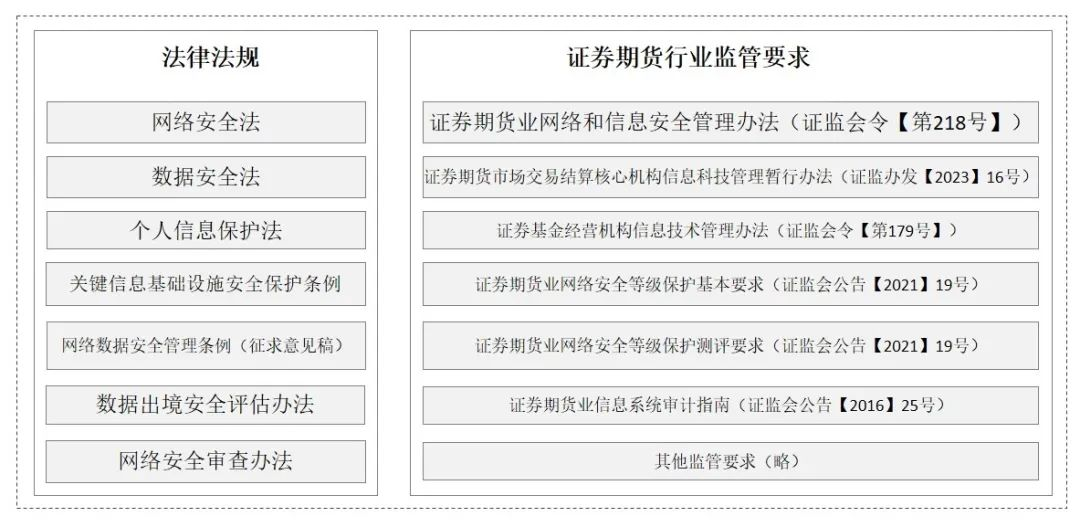 法律法规
网络安全法
数据安全法
个人信息保护法
关键信息基础设施安全保护条例
网络数据安全管理条例（征求意见稿）
数据出境安全评估办法
网络安全审查办法
证券期货行业监管要求
证券期货业网络和信息安全管理办法（证监会令【第218号】）
证券期货市场交易结算核心机构信息科技管理暂行办法（证监办发【2023】16号）
证券基金经营机构信息技术管理办法（证监会令【第179号】）
证券期货业网络安全等级保护基本要求（证监会公告【2021】19号）
证券期货业网络安全等级保护测评要求（证监会公告【2021】19号）
证券期货业信息系统审计指南（证监会公告【2016】25号）
其他监管要求（略）